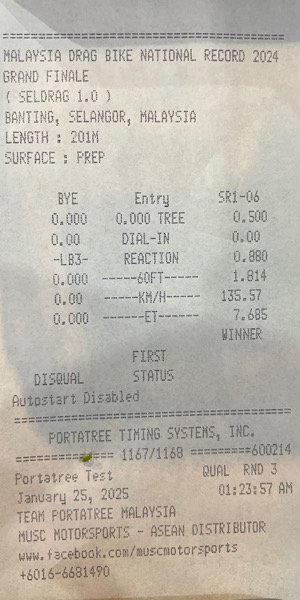 ================================
MALAYSIA DRAG BIKE NATIONAL RECORD 2024
GRAND FINALE
( SELDRAG 1.0 )
BANTING, SELANGOR, MALAYSIA
LENGTH : 201M
SURFACE : PREP
BYE Entry SR1-06
0.000 0.000 TREE 0.500
0.00 DIAL-IN 0.00
-LB3- REACTION 0.880
0.000 -----60FT----- 1.814
0.00 -----KM/H----- 135.57
0.000 ------ET------ 7.685
WINNER
FIRST
DISQUAL STATUS
Autostart Disabled
================================
PORTATREE TIMING SYSTEMS, INC.
============= 1167/1168 =========600214
Portatree Test QUAL RND 3
January 25, 2025 01:23:57 AM
TEAM PORTATREE MALAYSIA
MUSC MOTORSPORTS - ASEAN DISTRIBUTOR
www.facebook.com/muscmotorsports
+6016-6681490